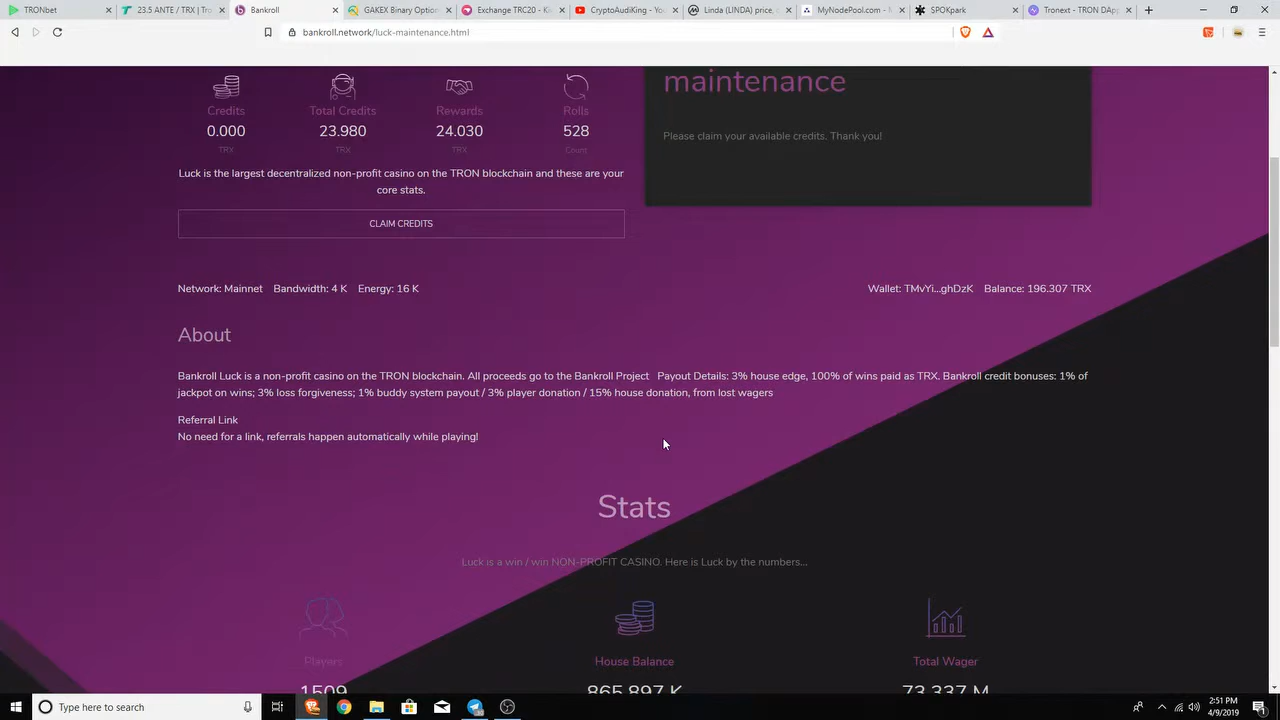 TRONbet
23.5 ANTE / TRX | Tro
Bankroll
GAKEX Binary Option
Exchange TRC20 - K
CryptoAudiKing - You
Linda (LINDA) price,
MyNodePool.com - M
$POKpark
Tronext - TRON DAp
bankroll.network/luck-maintenance.html
maintenance
Please claim your available credits. Thank you!
Credits
Total Credits
Rewards
Rolls
0.000
23.980
24.030
528
TRX
TRX
TRX
Count
Luck is the largest decentralized non-profit casino on the TRON blockchain and these are your
core stats.
CLAIM CREDITS
Network: Mainnet Bandwidth: 4 K Energy: 16 K
Wallet: TMvYi...ghDzK Balance: 196.307 TRX
About
Bankroll Luck is a non-profit casino on the TRON blockchain. All proceeds go to the Bankroll Project Payout Details: 3% house edge, 100% of wins paid as TRX. Bankroll credit bonuses: 1% of
jackpot on wins; 3% loss forgiveness; 1% buddy system payout / 3% player donation / 15% house donation, from lost wagers
Referral Link
No need for a link, referrals happen automatically while playing!
Stats
Luck is a win / win NON-PROFIT CASINO. Here is Luck by the numbers...
Players
House Balance
Total Wager
1509
865.897 K
73.337 M
Type here to search
2:51 PM
4/9/2019